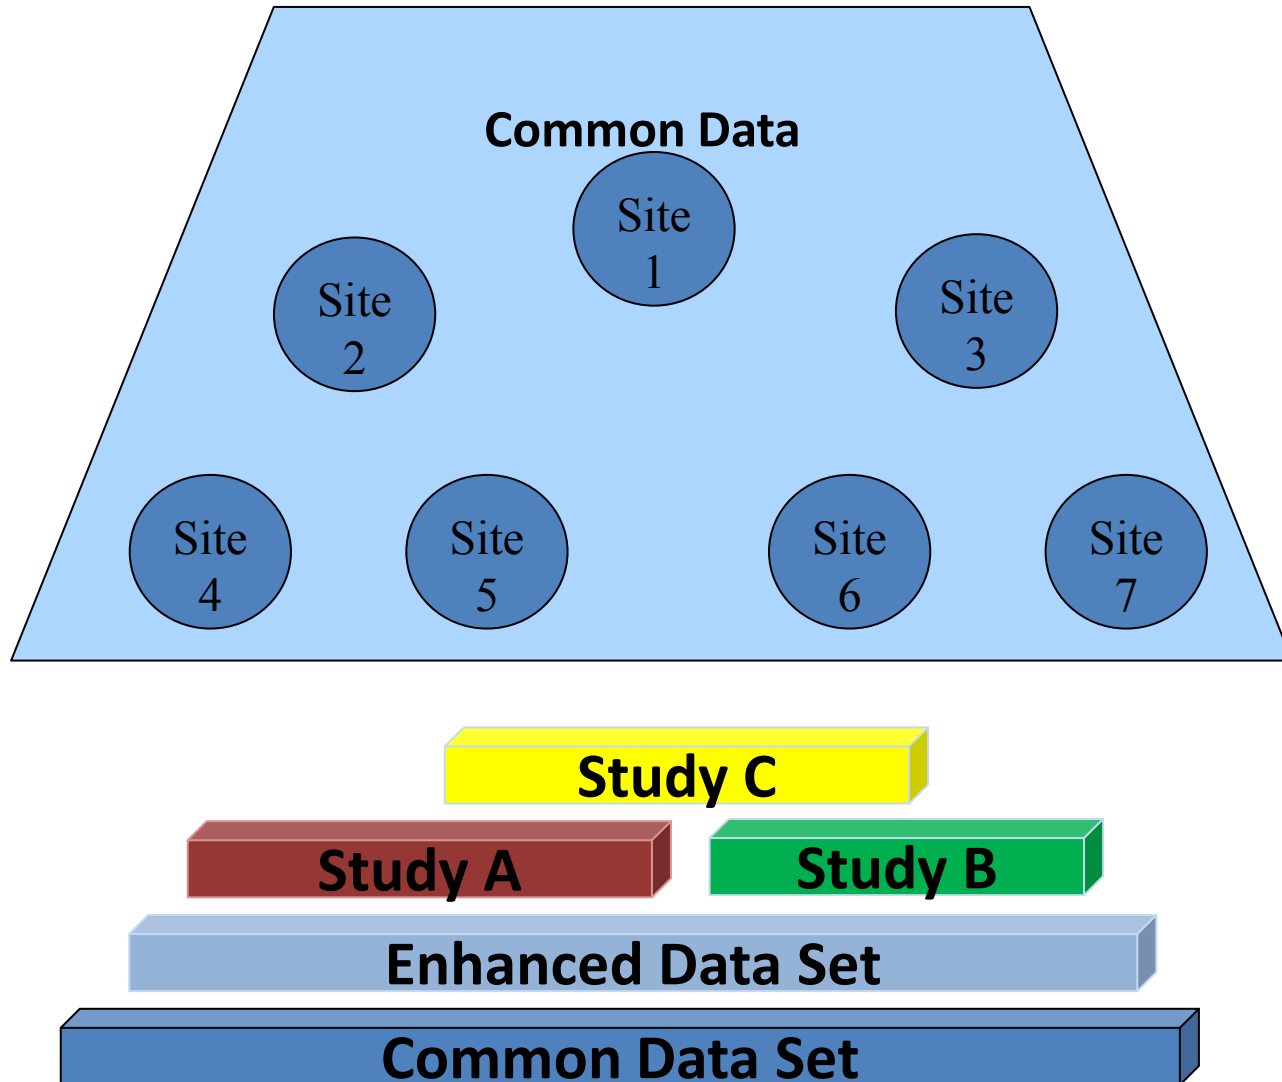 Common Data
Site
1
Site
2
Site
3
Site
4
Site
5
Site
6
Site
7
Study C
Study A
Study B
Enhanced Data Set
Common Data Set